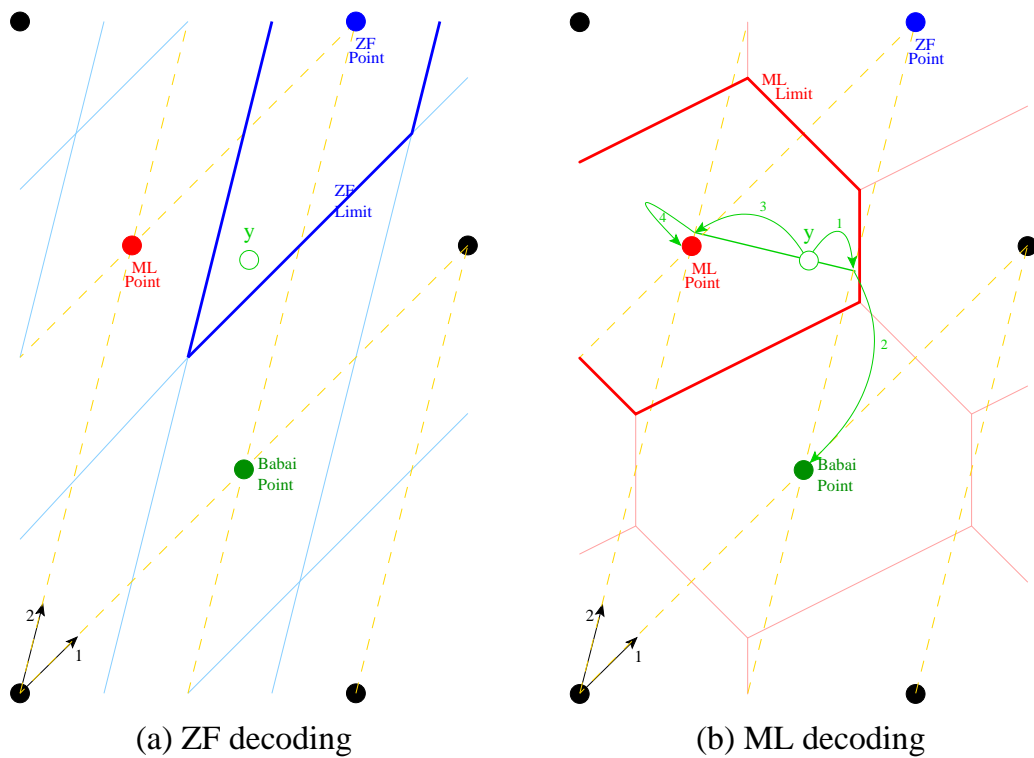 ZF
Point
ZF
Limit
y
ML
Point
Babai
Point
2
1
(a) ZF decoding
ZF
Point
ML
Limit
4
3
y
1
ML
Point
2
Babai
Point
2
1
(b) ML decoding